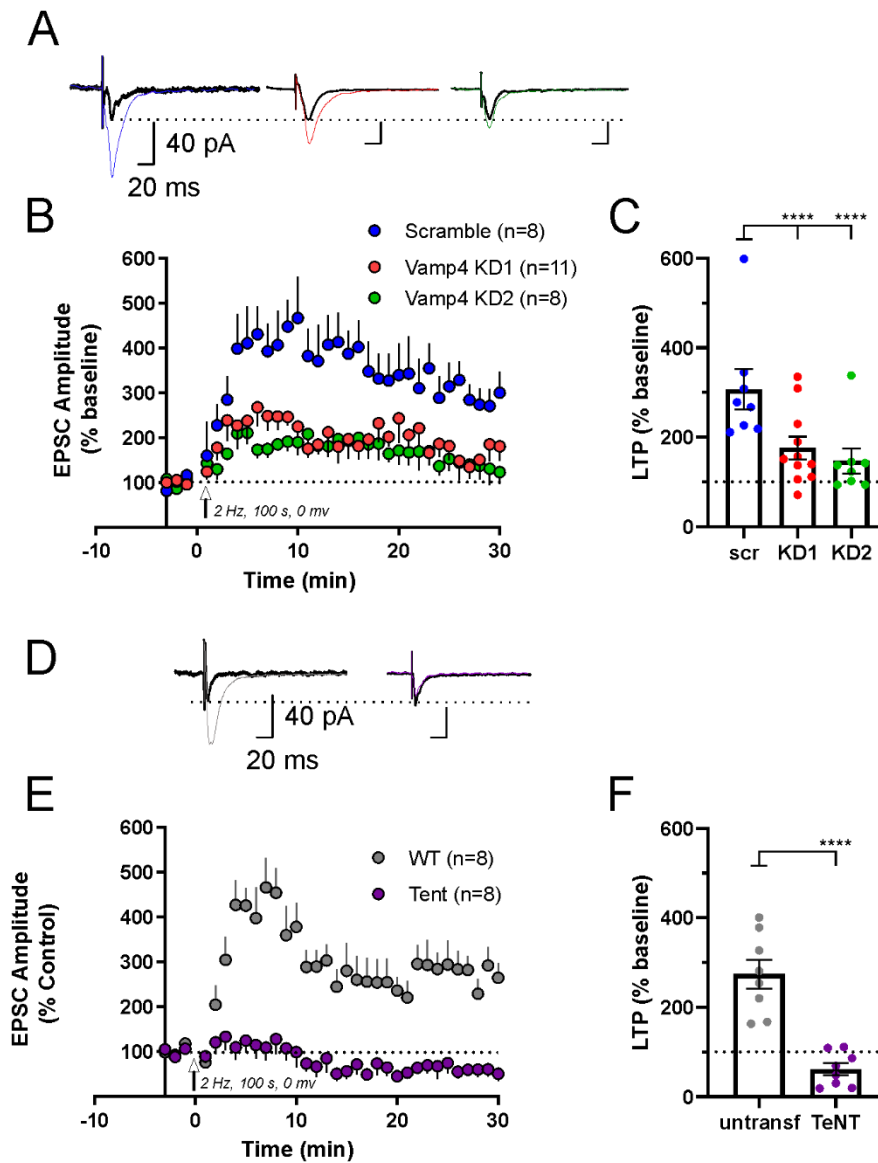 A
40 pA
20 ms
B
Scramble (n=8)
Vamp4 KD1 (n=11)
Vamp4 KD2 (n=8)
600
500
400
300
200
100
EPSC Amplitude
(% baseline)
2 Hz, 100 s, 0 mv
-10
0
10
20
30
Time (min)
C
**** ****
600
400
200
0
LTP (% baseline)
scr
KD1
KD2
D
40 pA
20 ms
E
WT (n=8)
Tent (n=8)
600
500
400
300
200
100
EPSC Amplitude
(% Control)
2 Hz, 100 s, 0 mv
-10
0
10
20
30
Time (min)
F
****
600
400
200
0
LTP (% baseline)
untransf
TeNT